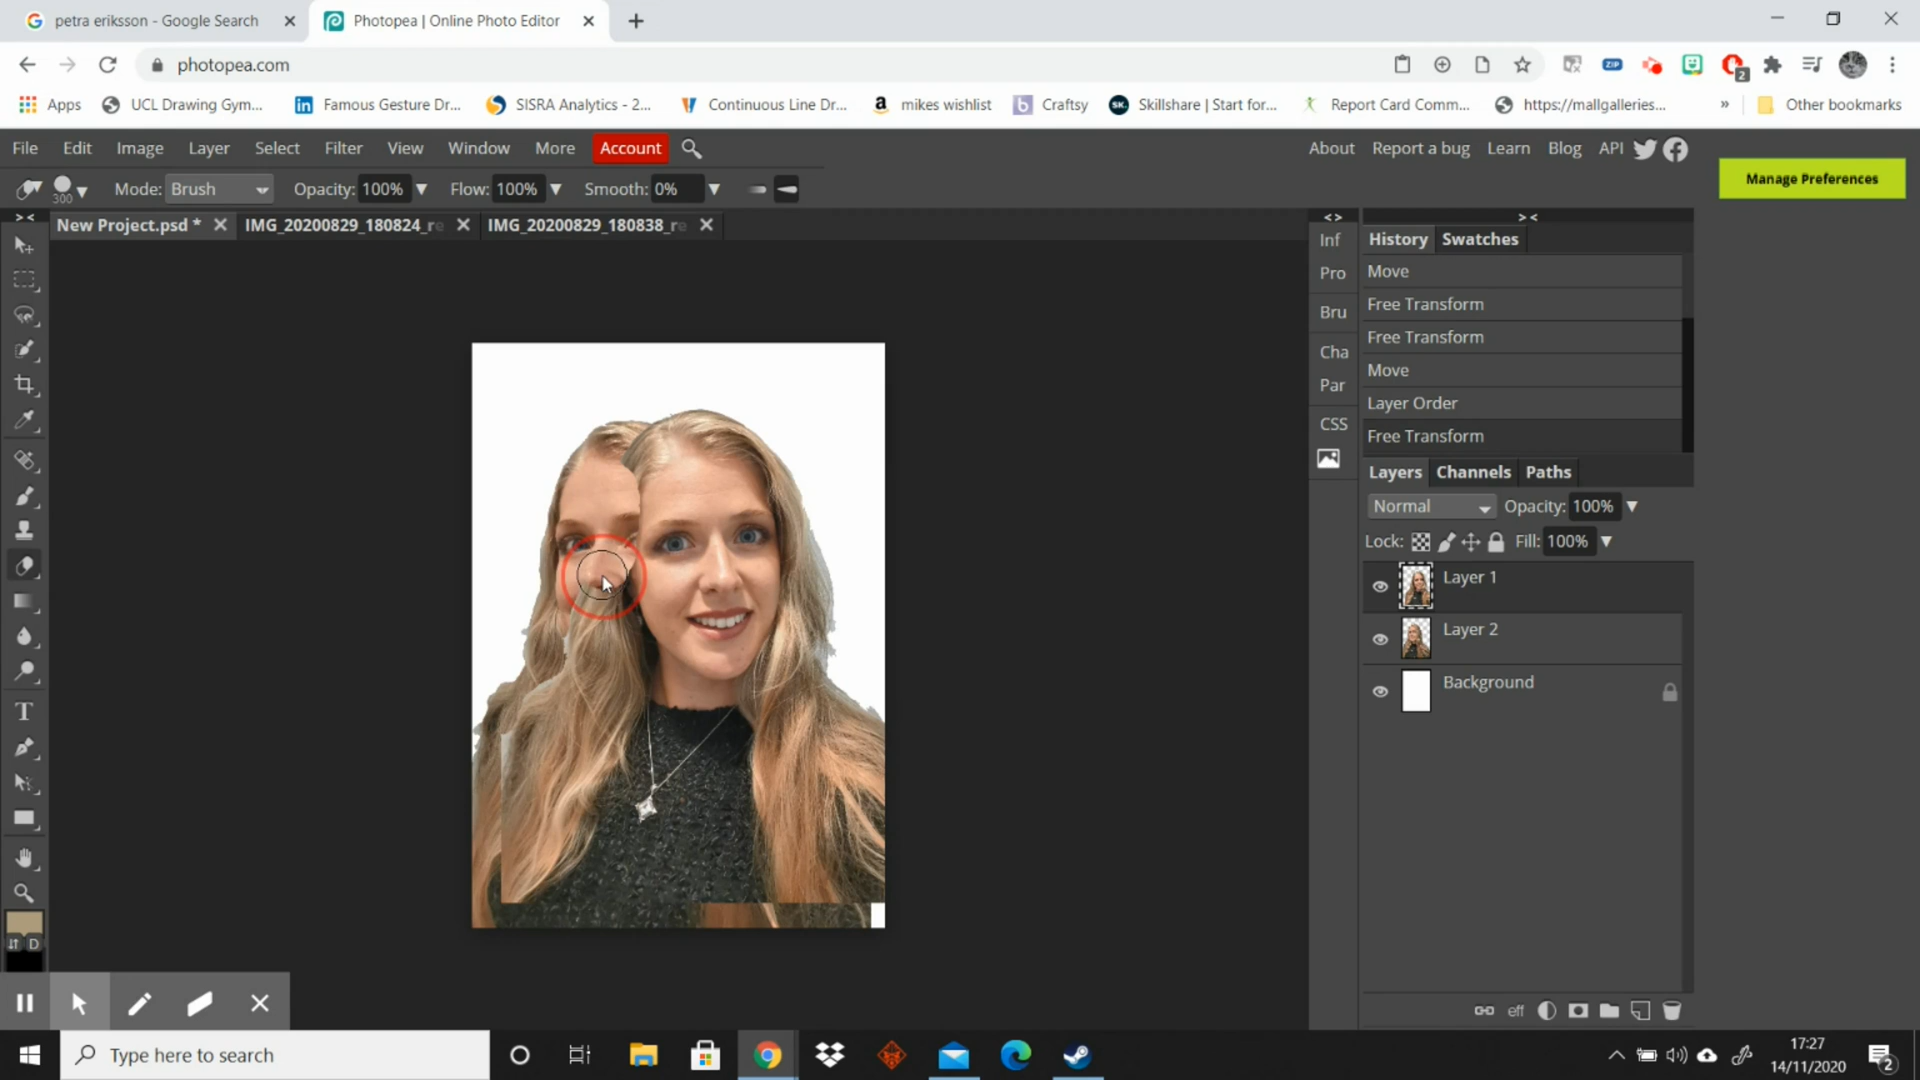 petra eriksson - Google Search
Photopea | Online Photo Editor
photopea.com
ZIP
2
Apps
UCL Drawing Gym...
Famous Gesture Dr...
SISRA Analytics - 2...
Continuous Line Dr...
mikes wishlist
Craftsy
Skillshare | Start for...
Report Card Comm...
https://mallgalleries...
»
Other bookmarks
File Edit Image Layer Select Filter View Window More Account
About Report a bug Learn Blog API
Manage Preferences
300
Mode: Brush
Opacity: 100%
Flow: 100%
Smooth: 0%
New Project.psd *
IMG_20200829_180824_re
IMG_20200829_180838_re
> <
< >
> <
Inf
Pro
Bru
Cha
Par
CSS
History Swatches
Move
Free Transform
Free Transform
Move
Layer Order
Free Transform
Layers Channels Paths
Normal Opacity: 100%
Lock: Fill: 100%
Layer 1
Layer 2
Background
eff
T
D
Type here to search
17:27
14/11/2020
2